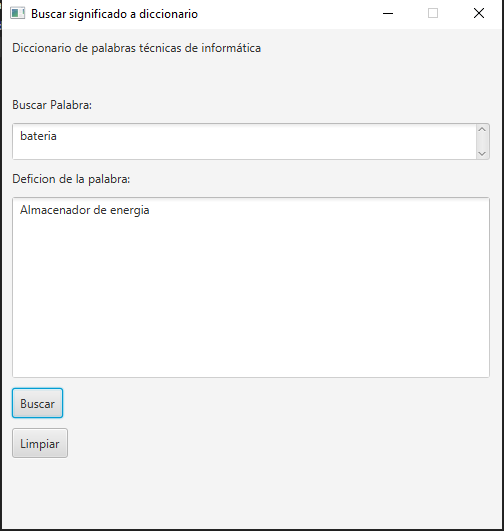 Buscar significado a diccionario
Diccionario de palabras técnicas de informática
Buscar Palabra:
bateria
Deficion de la palabra:
Almacenador de energia
Buscar
Limpiar